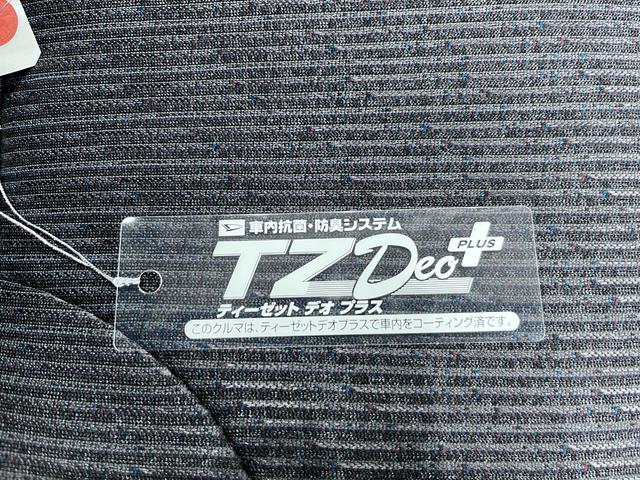 車内抗菌・防臭システム
TZDeo+
PLUS
ティーゼット デオ プラス
このクルマは、ティーゼットデオプラスで車内をコーティング済です。